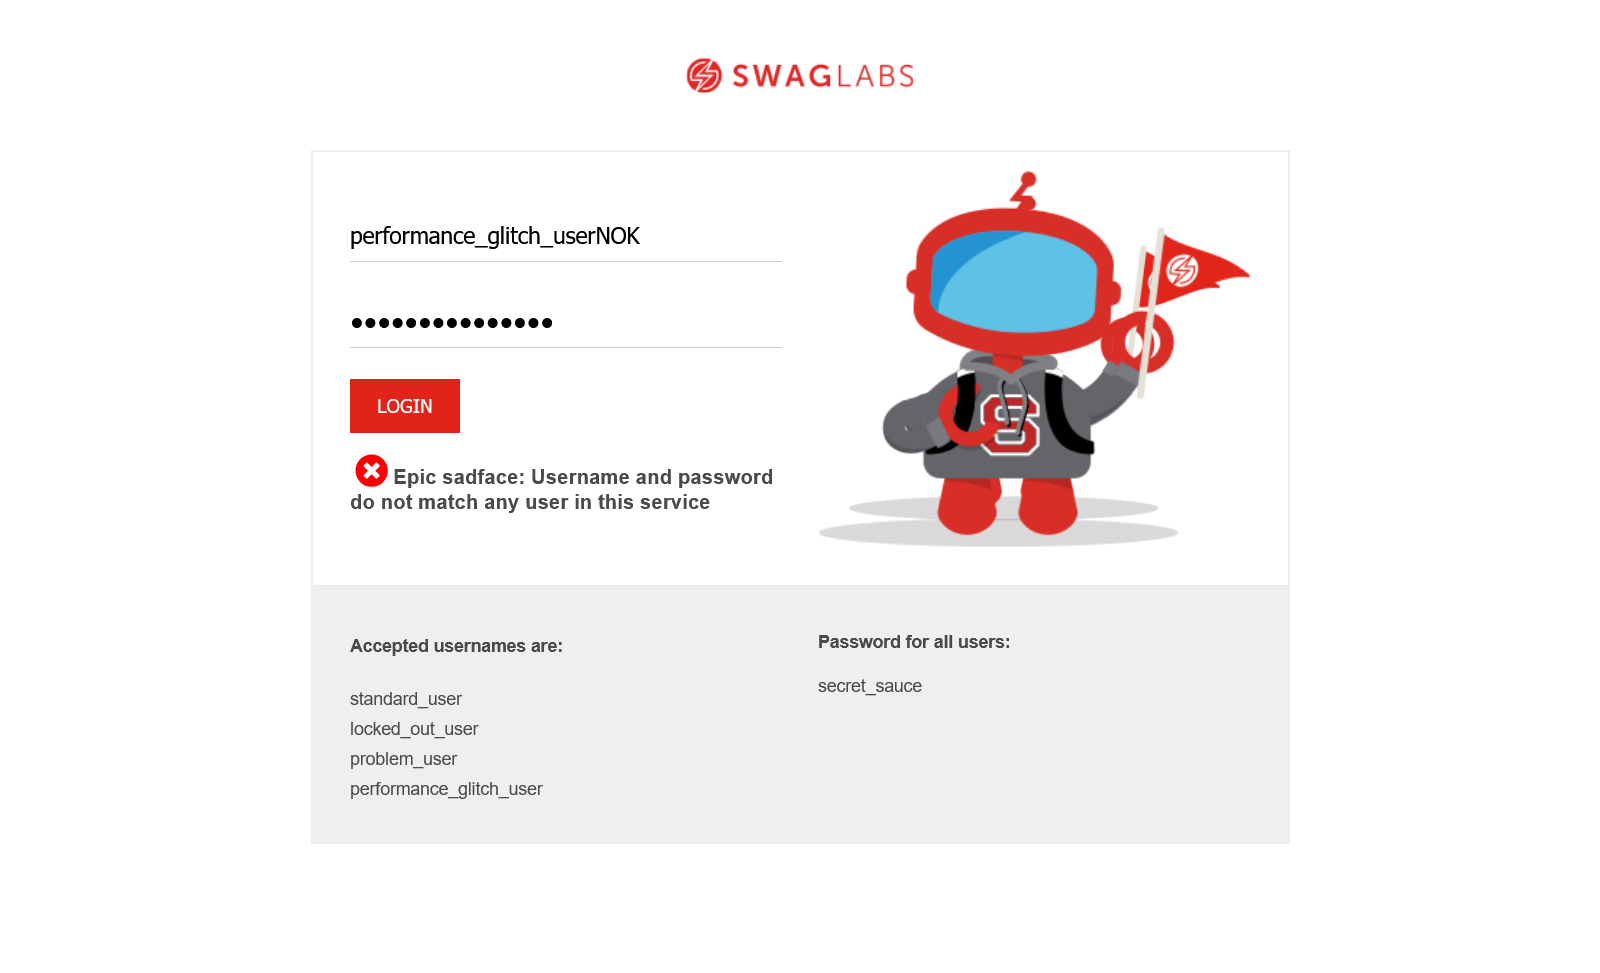 SWAGLABS
performance_glitch_userNOK
●●●●●●●●●●●●●●●
LOGIN
Epic sadface: Username and password
do not match any user in this service
S
Accepted usernames are:
standard_user
locked_out_user
problem_user
performance_glitch_user
Password for all users:
secret_sauce